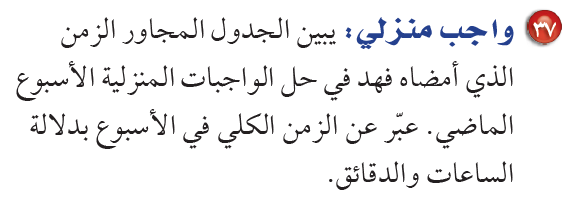 ٣٧ واجب منزلي: يبين الجدول المجاور الزمن
الذي أمضاه فهد في حل الواجبات المنزلية الأسبوع
الماضي. عبّر عن الزمن الكلي في الأسبوع بدلالة
الساعات والدقائق.